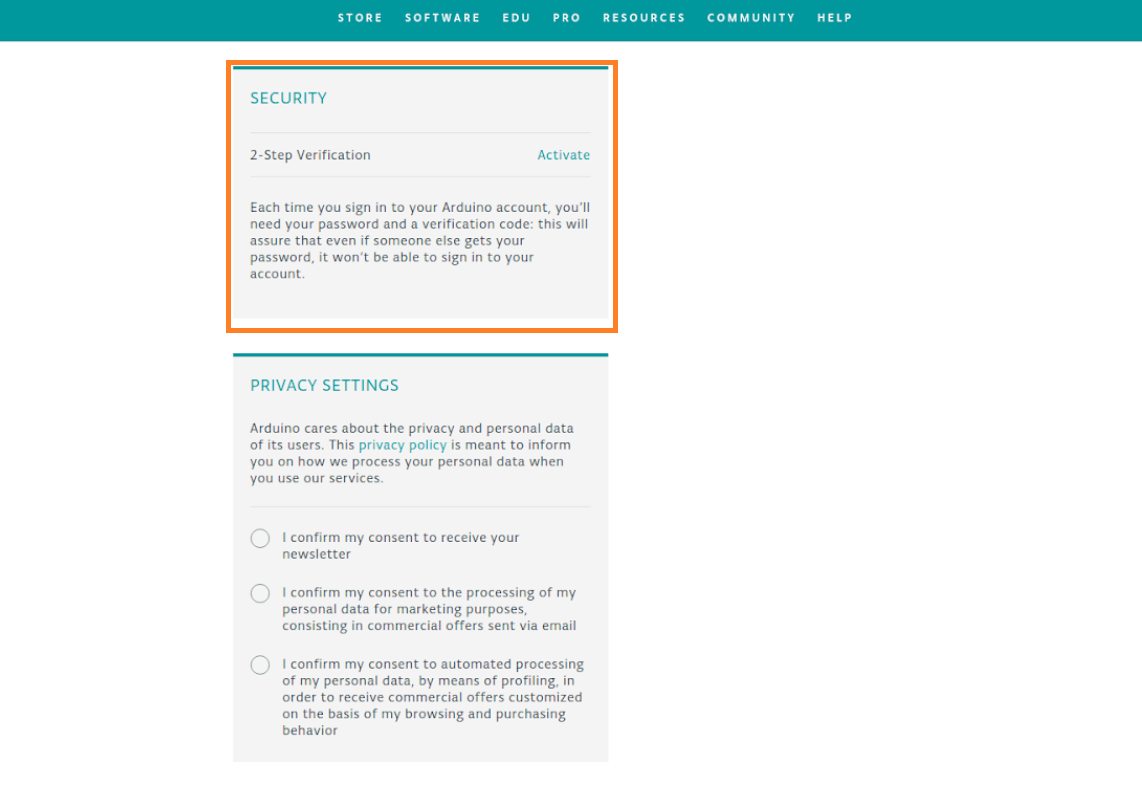 STORE SOFTWARE EDU PRO RESOURCES COMMUNITY HELP
SECURITY
2-Step Verification Activate
Each time you sign in to your Arduino account, you'll
need your password and a verification code: this will
assure that even if someone else gets your
password, it won't be able to sign in to your
account.
PRIVACY SETTINGS
Arduino cares about the privacy and personal data
of its users. This privacy policy is meant to inform
you on how we process your personal data when
you use our services.
I confirm my consent to receive your
newsletter
I confirm my consent to the processing of my
personal data for marketing purposes,
consisting in commercial offers sent via email
I confirm my consent to automated processing
of my personal data, by means of profiling, in
order to receive commercial offers customized
on the basis of my browsing and purchasing
behavior